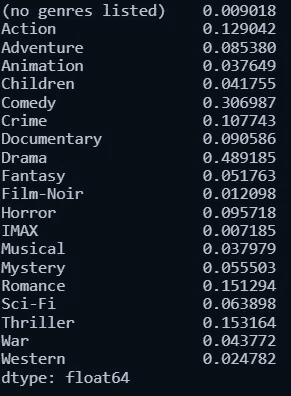 (no genres listed)    0.009018
Action                0.129042
Adventure             0.085380
Animation             0.037649
Children              0.041755
Comedy                0.306987
Crime                 0.107743
Documentary           0.090586
Drama                 0.489185
Fantasy               0.051763
Film-Noir             0.012098
Horror                0.095718
IMAX                  0.007185
Musical               0.037979
Mystery               0.055503
Romance               0.151294
Sci-Fi                0.063898
Thriller              0.153164
War                   0.043772
Western               0.024782
dtype: float64